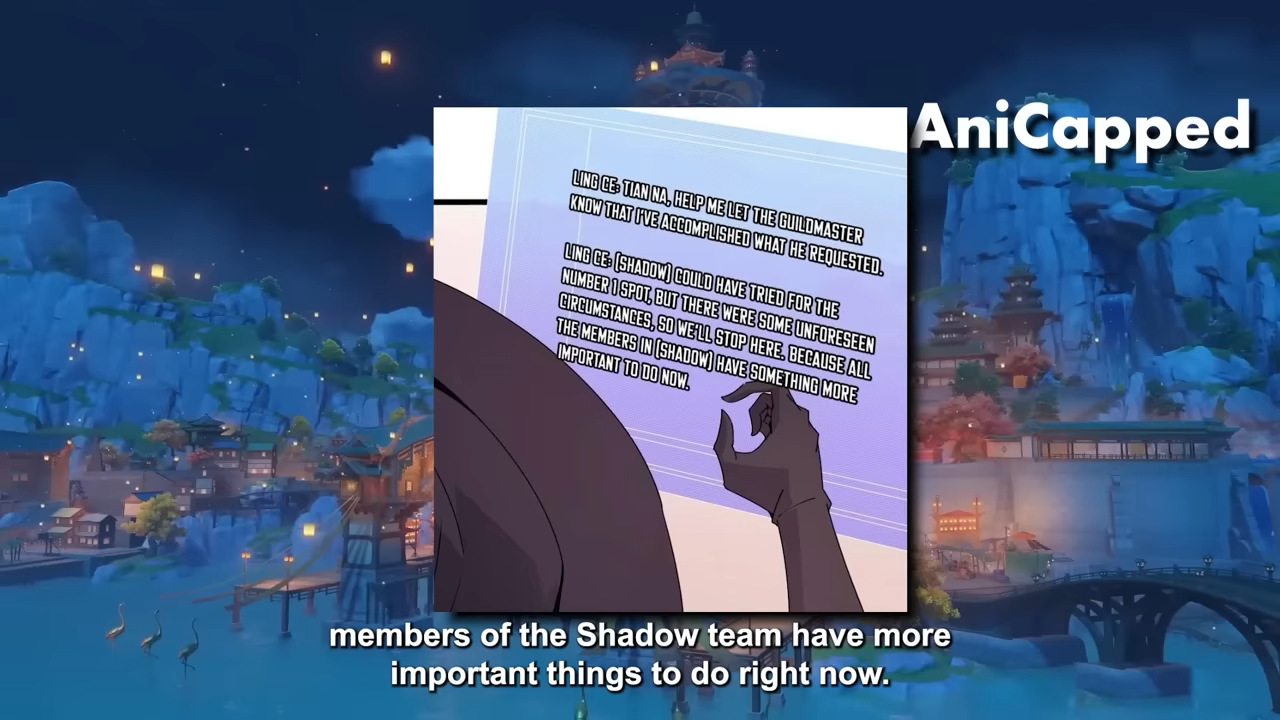 AniCapped
LING CE: TIAN NA, HELP ME LET THE GUILDMASTER
KNOW THAT I'VE ACCOMPLISHED WHAT HE REQUESTED.
LING CE: (SHADOW) COULD HAVE TRIED FOR THE
NUMBER 1 SPOT, BUT THERE WERE SOME UNFORESEEN
CIRCUMSTANCES, SO WE'LL STOP HERE. BECAUSE ALL
THE MEMBERS IN (SHADOW) HAVE SOMETHING MORE
IMPORTANT TO DO NOW.
members of the Shadow team have more
important things to do right now.